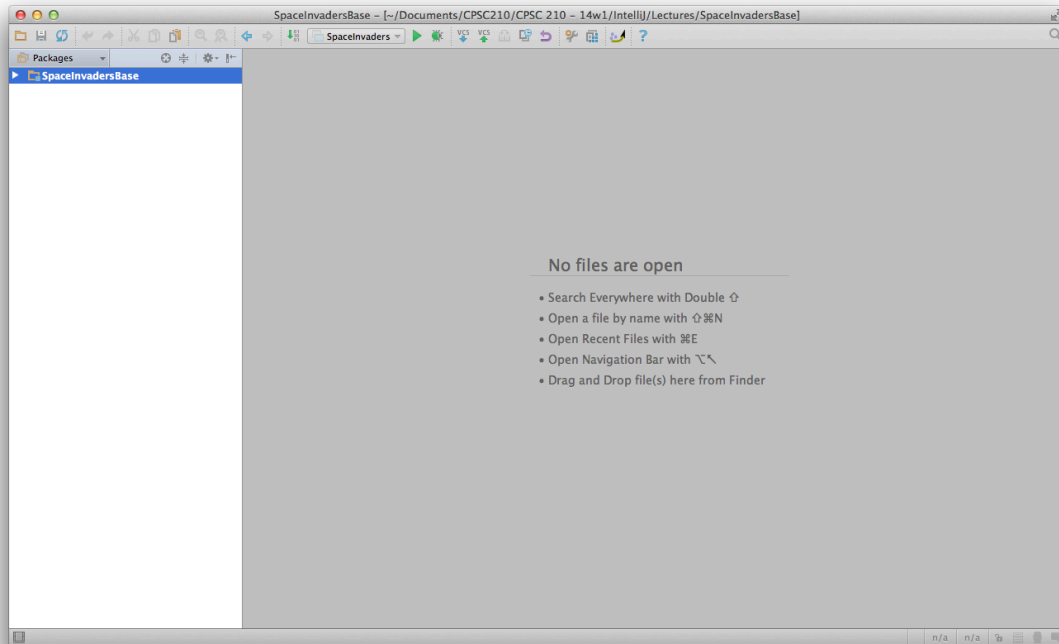 SpaceInvadersBase – [~/Documents/CPSC210/CPSC 210 – 14w1/IntelliJ/Lectures/SpaceInvadersBase]
SpaceInvaders
VCS VCS ?
Packages
SpaceInvadersBase
No files are open
• Search Everywhere with Double ⇧
• Open a file by name with ⇧⌘N
• Open Recent Files with ⌘E
• Open Navigation Bar with ⌥↖
• Drag and Drop file(s) here from Finder
n/a n/a